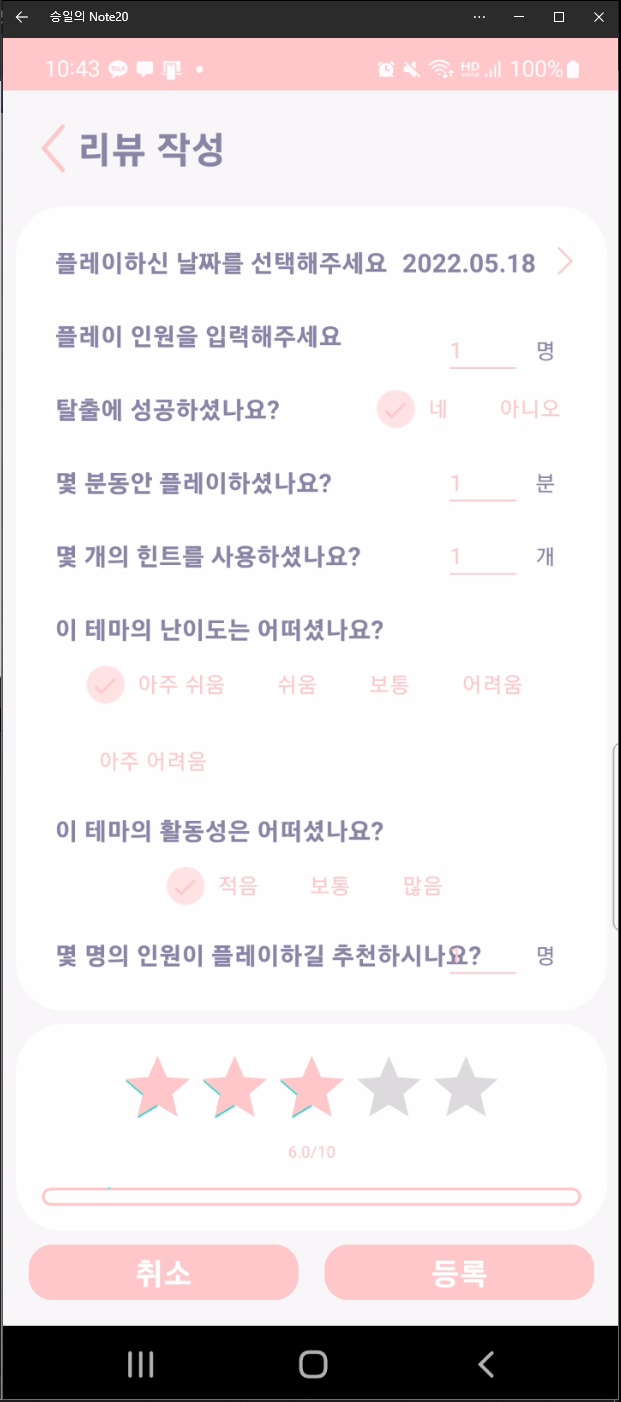 승일의 Note20
10:43 HD 100%
리뷰 작성
플레이하신 날짜를 선택해주세요 2022.05.18
플레이 인원을 입력해주세요 1 명
탈출에 성공하셨나요? 네 아니오
몇 분동안 플레이하셨나요? 1 분
몇 개의 힌트를 사용하셨나요? 1 개
이 테마의 난이도는 어떠셨나요?
아주 쉬움 쉬움 보통 어려움
아주 어려움
이 테마의 활동성은 어떠셨나요?
적음 보통 많음
몇 명의 인원이 플레이하길 추천하시나요? 명
6.0/10
취소 등록